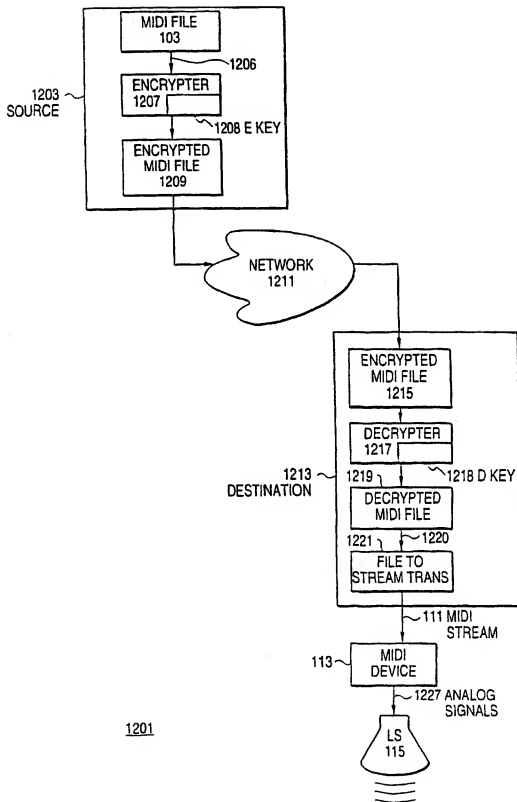 MIDI FILE
103
1206
1203
SOURCE
ENCRYPTER
1207
1208 E KEY
ENCRYPTED
MIDI FILE
1209
NETWORK
1211
ENCRYPTED
MIDI FILE
1215
DECRYPTER
1217
1218 D KEY
1213
DESTINATION
1219
DECRYPTED
MIDI FILE
1220
1221
FILE TO
STREAM TRANS
111 MIDI
STREAM
113
MIDI
DEVICE
1227 ANALOG
SIGNALS
LS
115
1201